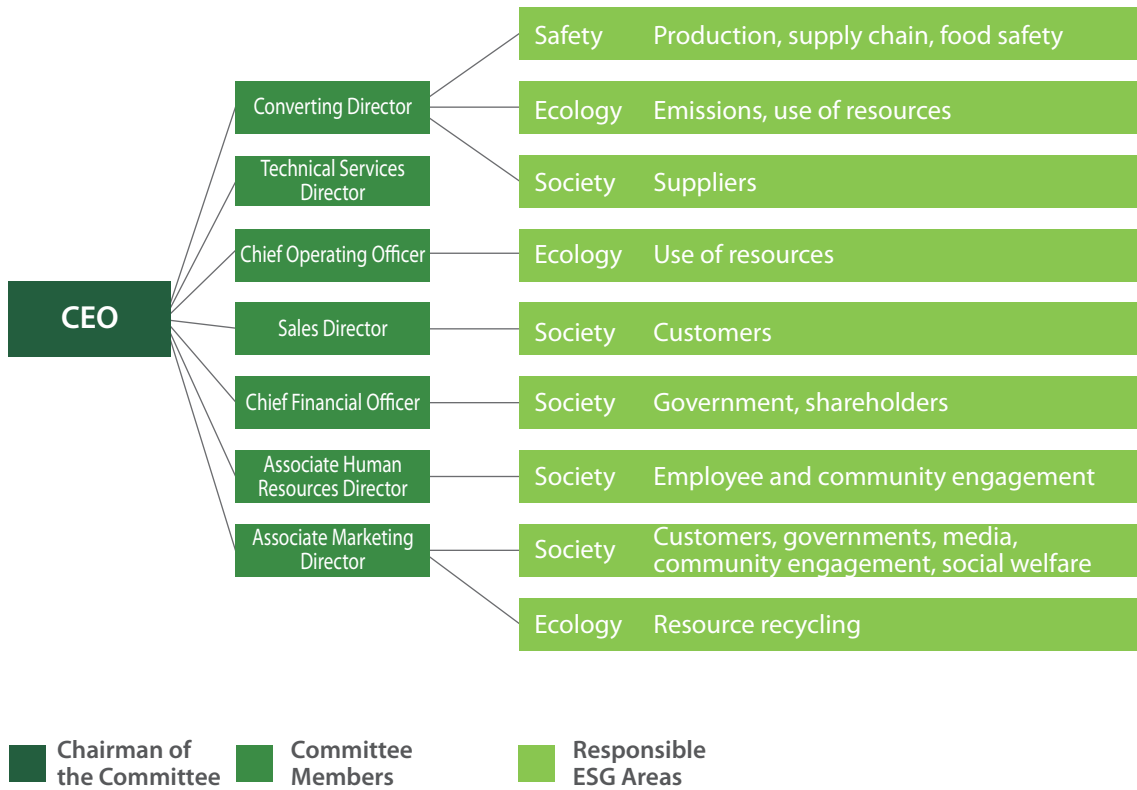 Safety Production, supply chain, food safety
Converting Director
Ecology Emissions, use of resources
Technical Services
Director
Society Suppliers
Chief Operating Officer
Ecology Use of resources
CEO
Sales Director
Society Customers
Chief Financial Officer
Society Government, shareholders
Associate Human
Resources Director
Society Employee and community engagement
Associate Marketing
Director
Society Customers, governments, media,
community engagement, social welfare
Ecology Resource recycling
Chairman of
the Committee
Committee
Members
Responsible
ESG Areas